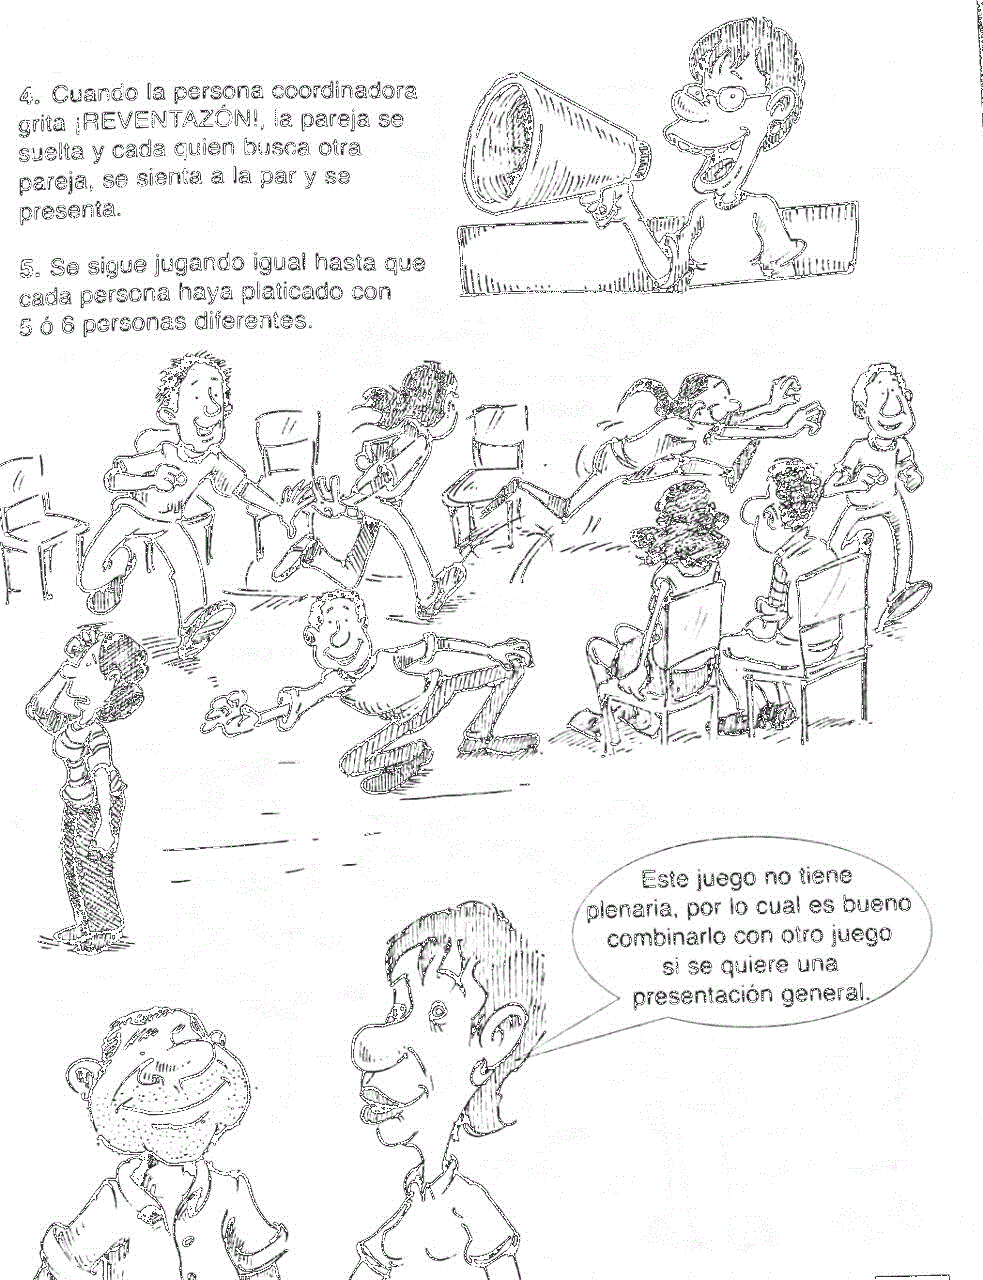 4. Cuando la persona coordinadora
grita ¡REVENTAZÓN!, la pareja se
suelta y cada quien busca otra
pareja, se sienta a la par y se
presenta.
5. Se sigue jugando igual hasta que
cada persona haya platicado con
5 ó 6 personas diferentes.
Este juego no tiene
plenaria, por lo cual es bueno
combinarlo con otro juego
si se quiere una
presentación general.